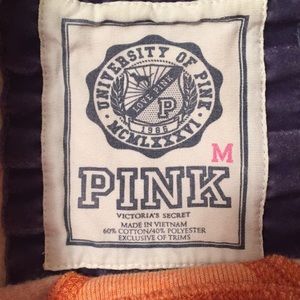 UNIVERSITY OF PINK
LOVE PINK
P
1986
MCMLXXXVI
M
PINK
VICTORIA'S SECRET
MADE IN VIETNAM
60% COTTON/40% POLYESTER
EXCLUSIVE OF TRIMS